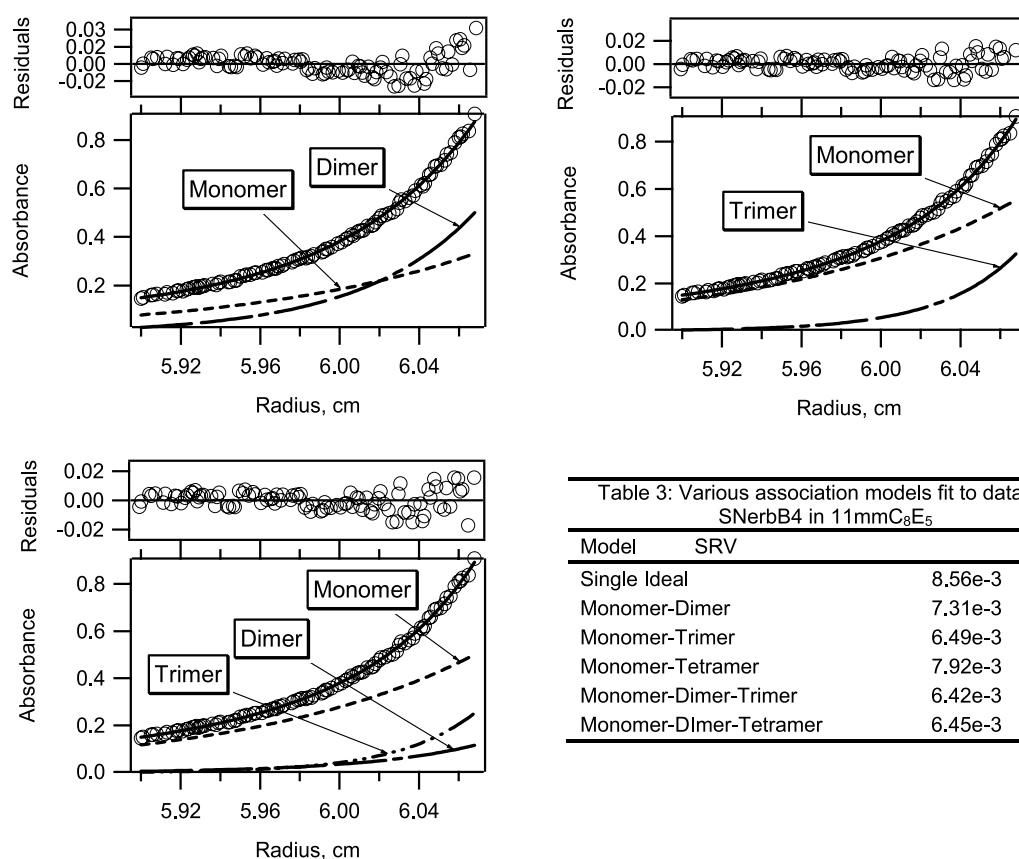 Residuals
0.03
0.02
0.00
-0.02
Absorbance
0.8
0.6
0.4
0.2
Dimer
Monomer
5.92 5.96 6.00 6.04
Radius, cm
Residuals
0.02
0.00
-0.02
Absorbance
0.8
0.6
0.4
0.2
0.0
Monomer
Trimer
5.92 5.96 6.00 6.04
Radius, cm
Residuals
0.02
0.00
-0.02
Absorbance
0.8
0.6
0.4
0.2
0.0
Monomer
Dimer
Trimer
5.92 5.96 6.00 6.04
Radius, cm
Table 3: Various association models fit to data
SNerbB4 in 11mmC₈E₅
Model SRV
Single Ideal 8.56e-3
Monomer-Dimer 7.31e-3
Monomer-Trimer 6.49e-3
Monomer-Tetramer 7.92e-3
Monomer-Dimer-Trimer 6.42e-3
Monomer-DImer-Tetramer 6.45e-3